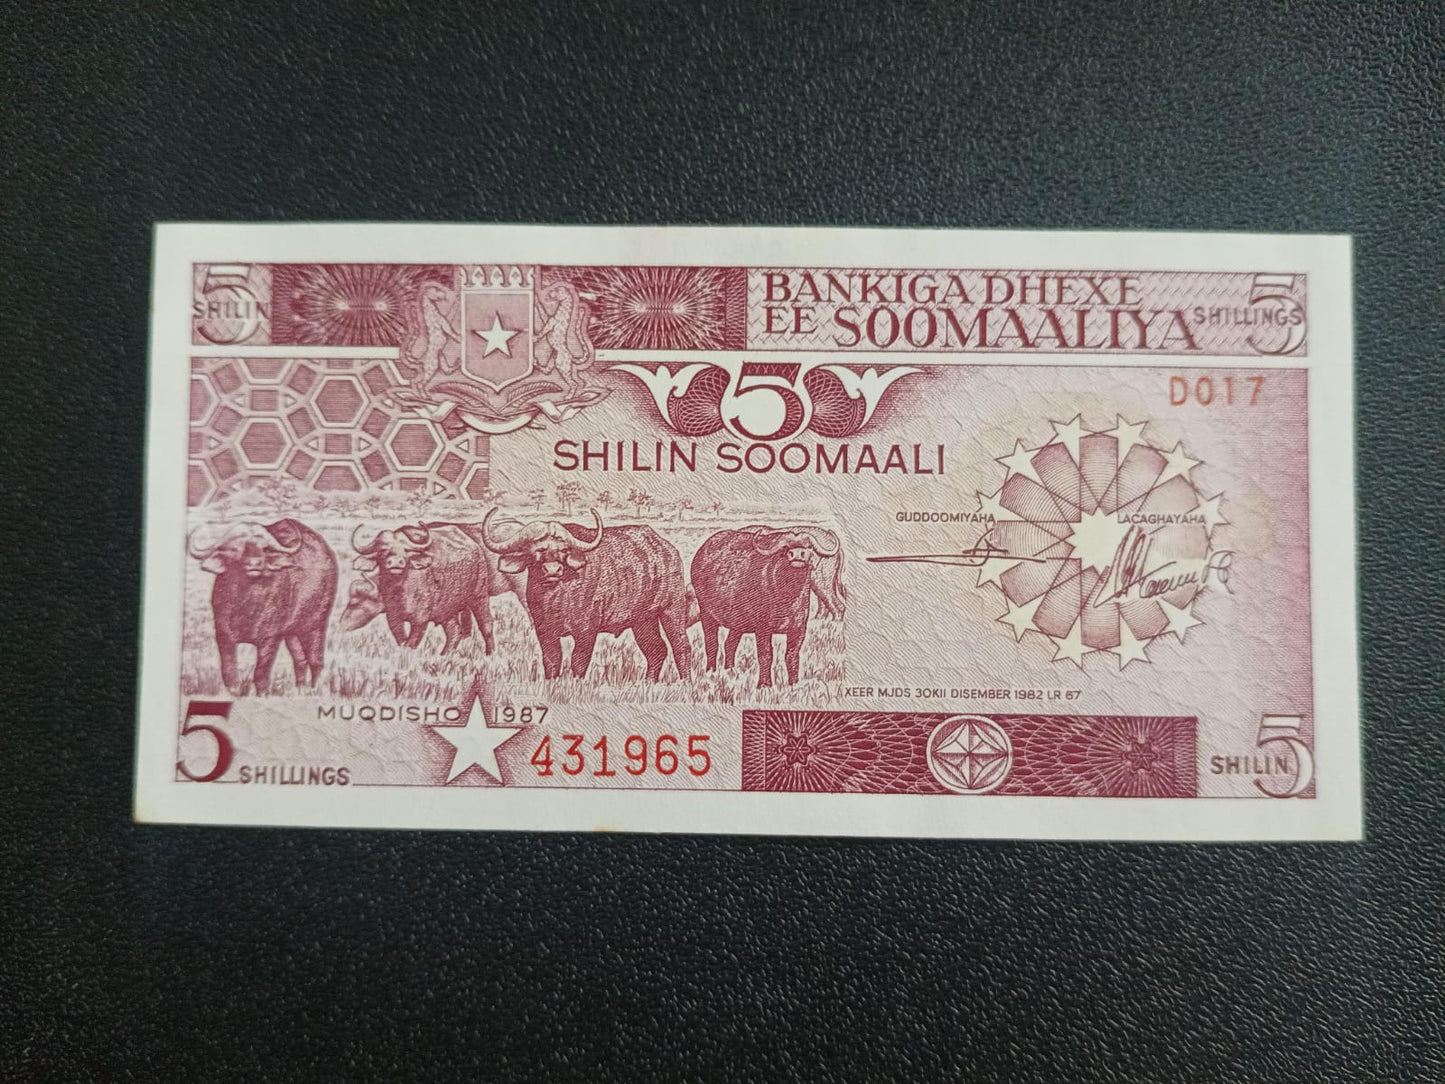 5
SHILIN
BANKIGA DHEXE
EE SOOMAALIYA
5
SHILLINGS
D017
5
SHILIN SOOMAALI
GUDDOOMIYAHA
LACAGHAYAHA
XEER MJDS 30KII DISEMBER 1982 LR 67
MUQDISHO 1987
5
SHILLINGS
431965
5
SHILIN